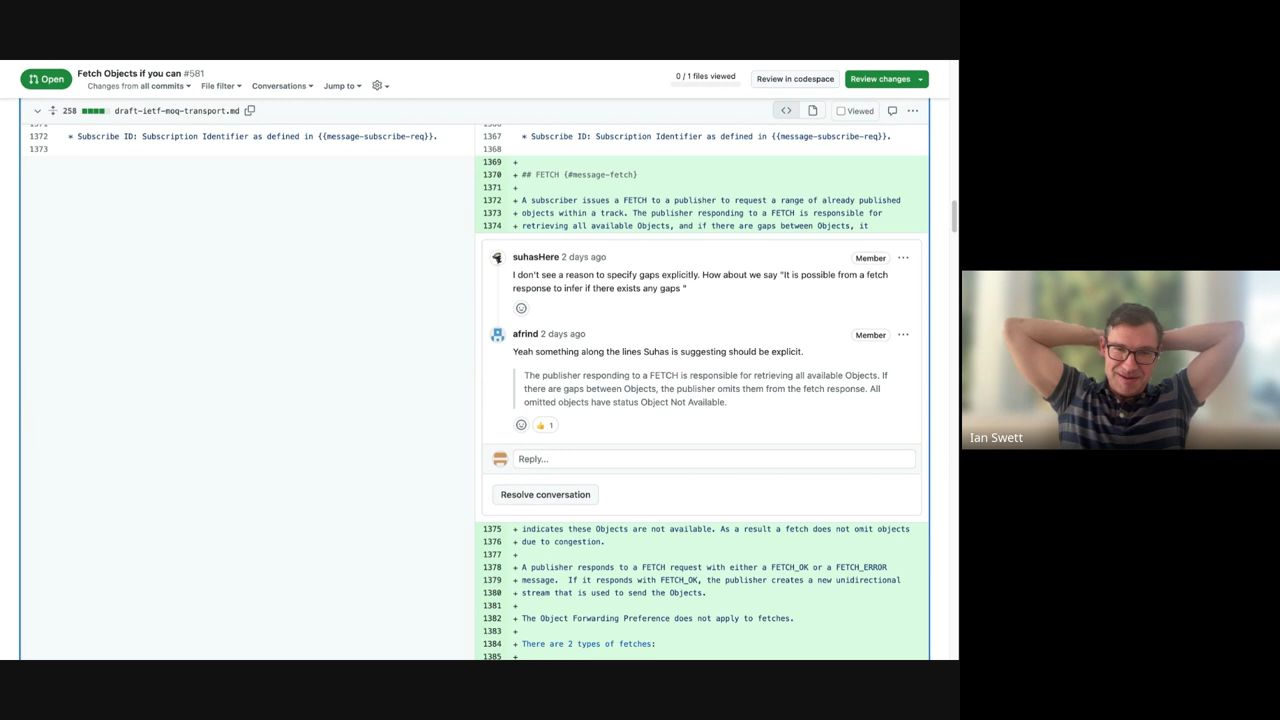 Open
Fetch Objects if you can #581
Changes from all commits File filter Conversations Jump to
0 / 1 files viewed
Review in codespace
Review changes
258 draft-ietf-moq-transport.md
Viewed
1372 * Subscribe ID: Subscription Identifier as defined in {{message-subscribe-req}}.
1373
1367 * Subscribe ID: Subscription Identifier as defined in {{message-subscribe-req}}.
1368
1369 +
1370 + ## FETCH {#message-fetch}
1371 +
1372 + A subscriber issues a FETCH to a publisher to request a range of already published
1373 + objects within a track. The publisher responding to a FETCH is responsible for
1374 + retrieving all available Objects, and if there are gaps between Objects, it
suhasHere 2 days ago
Member
I don't see a reason to specify gaps explicitly. How about we say "It is possible from a fetch
response to infer if there exists any gaps "
afrind 2 days ago
Member
Yeah something along the lines Suhas is suggesting should be explicit.
The publisher responding to a FETCH is responsible for retrieving all available Objects. If
there are gaps between Objects, the publisher omits them from the fetch response. All
omitted objects have status Object Not Available.
👍 1
Reply...
Resolve conversation
1375 + indicates these Objects are not available. As a result a fetch does not omit objects
1376 + due to congestion.
1377 +
1378 + A publisher responds to a FETCH request with either a FETCH_OK or a FETCH_ERROR
1379 + message.  If it responds with FETCH_OK, the publisher creates a new unidirectional
1380 + stream that is used to send the Objects.
1381 +
1382 + The Object Forwarding Preference does not apply to fetches.
1383 +
1384 + There are 2 types of fetches:
1385 +
Ian Swett